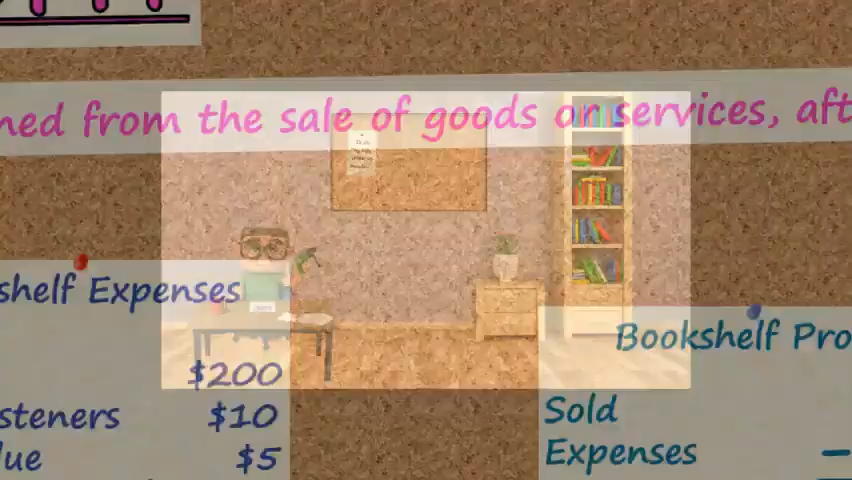 ned from the sale of goods or services, aft
shelf Expenses
$200
steners $10
lue $5
Bookshelf Pro
Sold
Expenses —